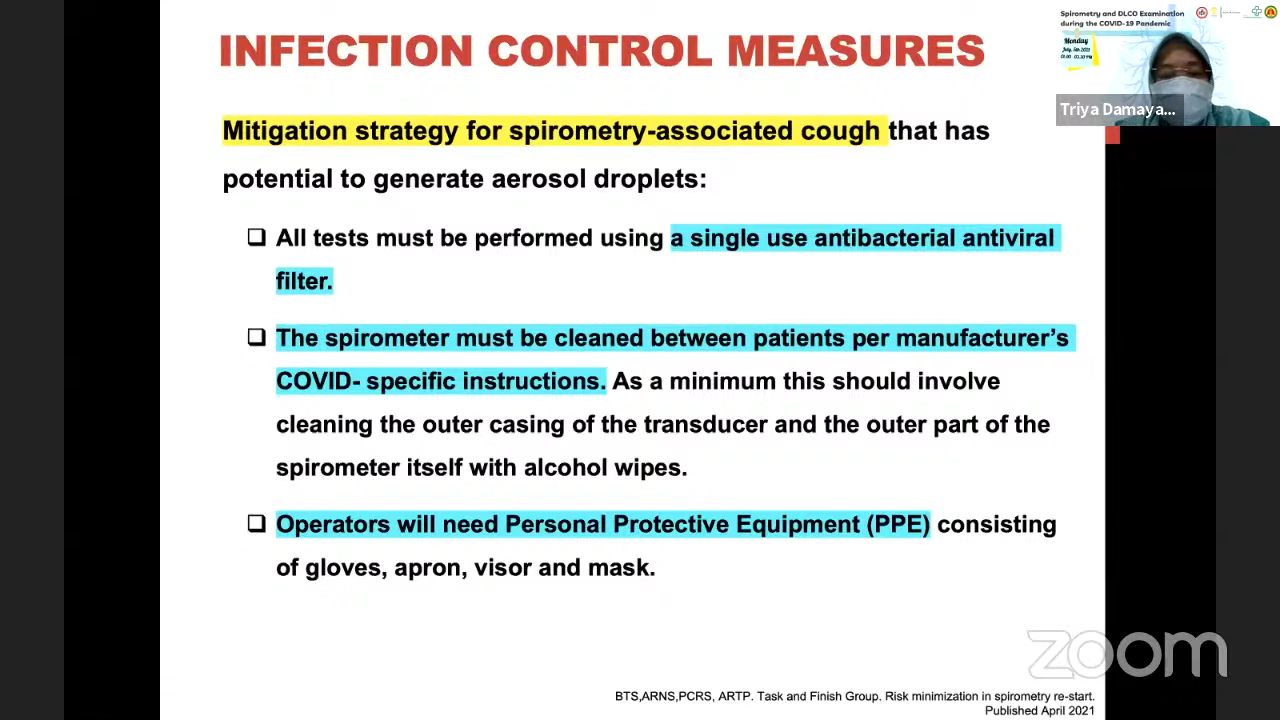 INFECTION CONTROL MEASURES
Spirometry and DLCO Examination
during the COVID-19 Pandemic
Monday
July, 5th 2021
Triya Damaya...
Mitigation strategy for spirometry-associated cough that has
potential to generate aerosol droplets:
❑ All tests must be performed using a single use antibacterial antiviral
filter.
❑ The spirometer must be cleaned between patients per manufacturer’s
COVID- specific instructions. As a minimum this should involve
cleaning the outer casing of the transducer and the outer part of the
spirometer itself with alcohol wipes.
❑ Operators will need Personal Protective Equipment (PPE) consisting
of gloves, apron, visor and mask.
zoom
BTS,ARNS,PCRS, ARTP. Task and Finish Group. Risk minimization in spirometry re-start.
Published April 2021